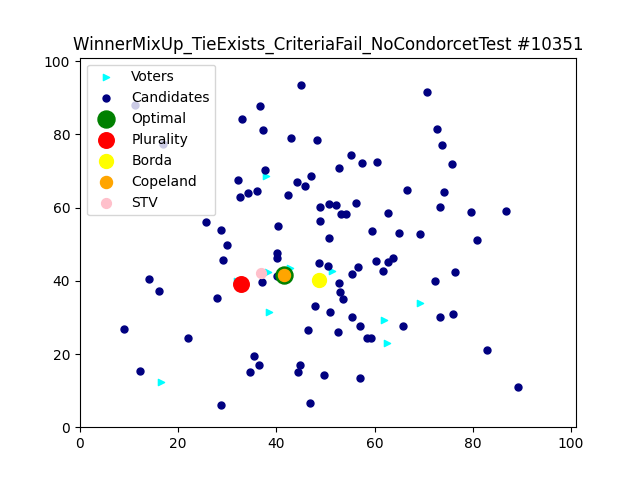 WinnerMixUp_TieExists_CriteriaFail_NoCondorcetTest #10351
100
80
60
40
20
0
Voters
Candidates
Optimal
Plurality
Borda
Copeland
STV
0 20 40 60 80 100